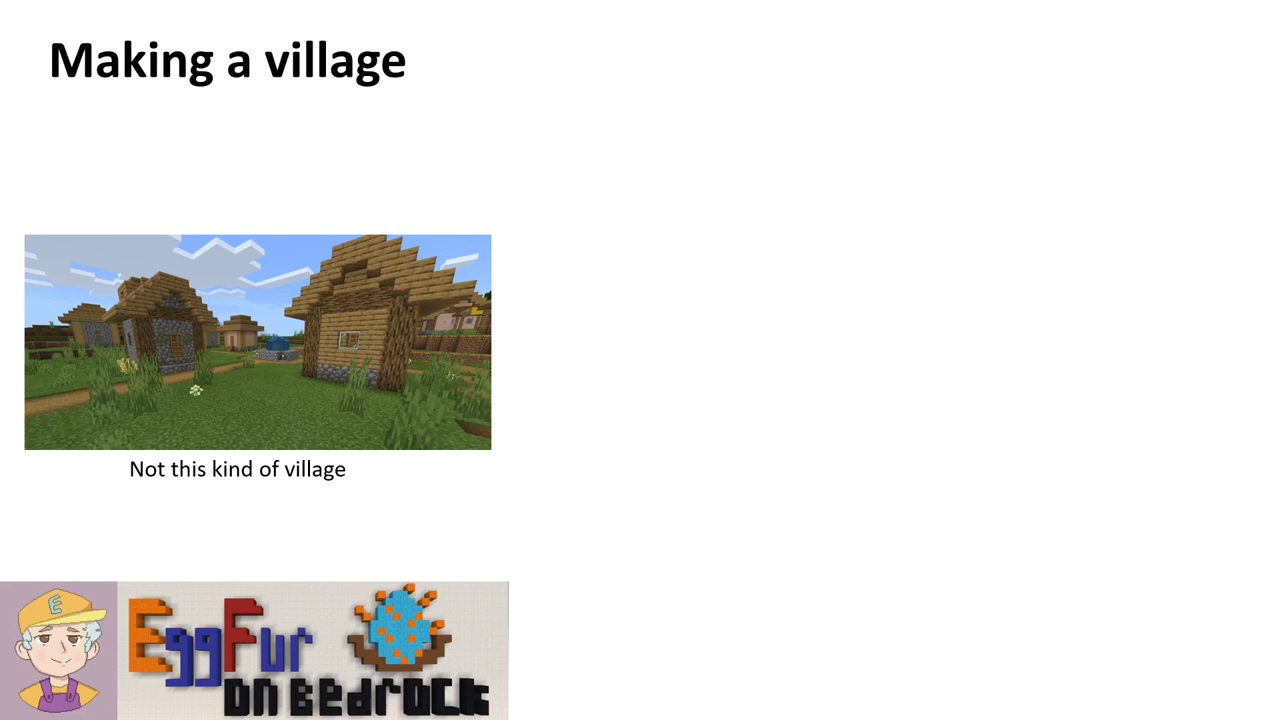 Making a village
Not this kind of village
E
EggFur
on Bedrock